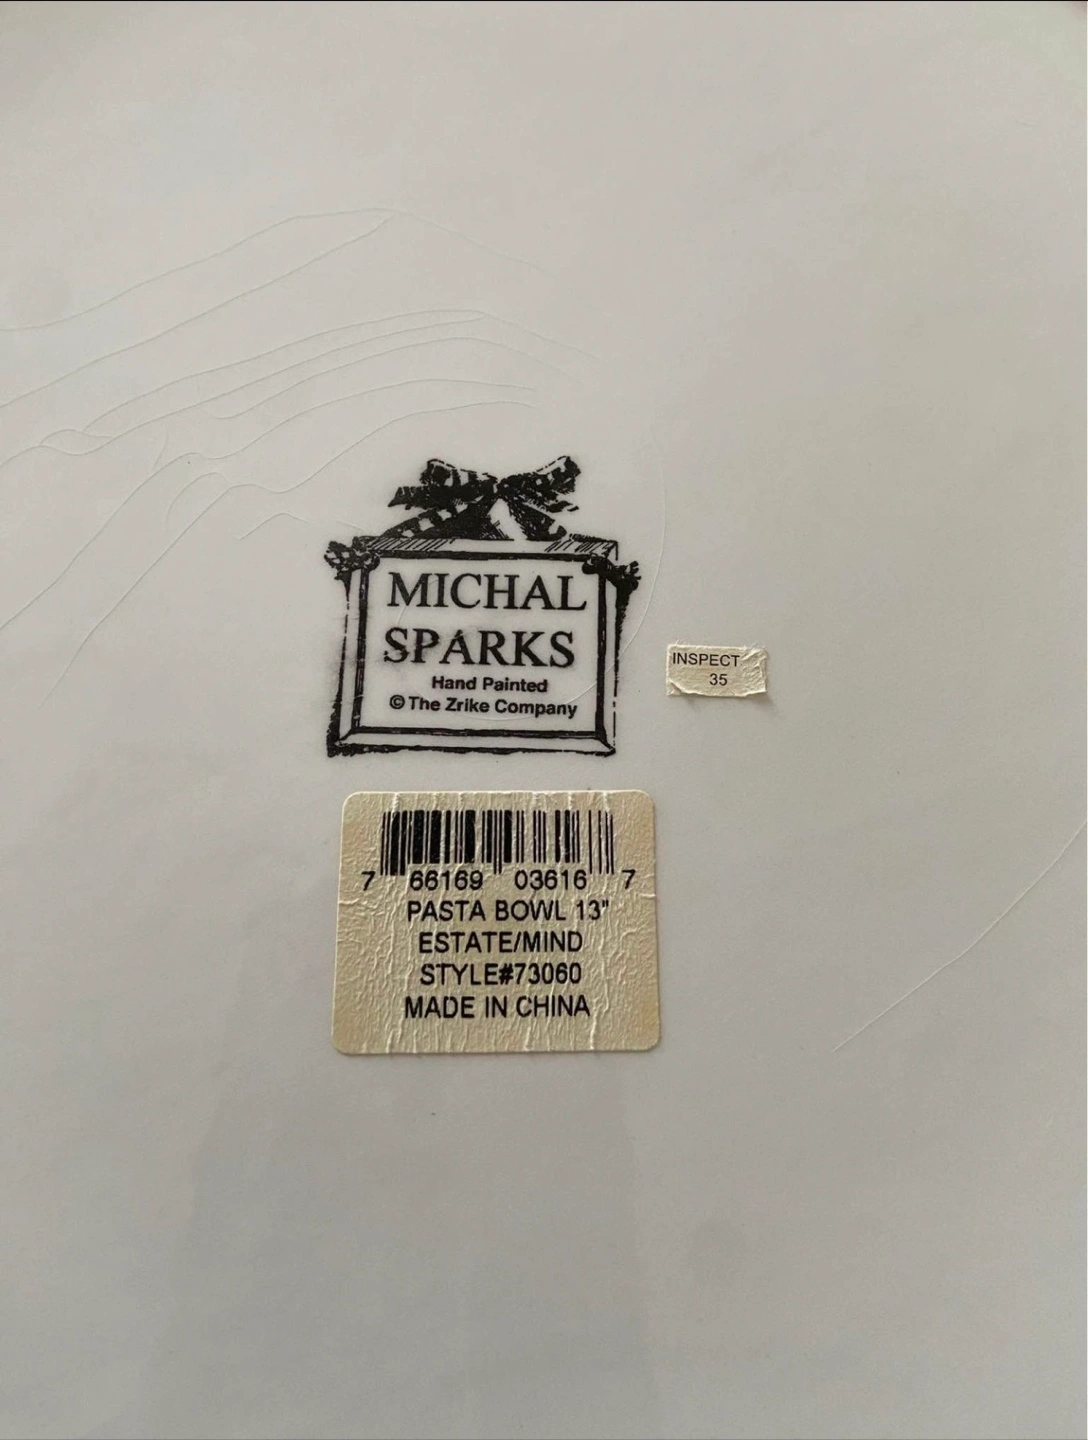 MICHAL
SPARKS
Hand Painted
© The Zrike Company
INSPECT
35
7 66169 03616 7
PASTA BOWL 13"
ESTATE/MIND
STYLE#73060
MADE IN CHINA